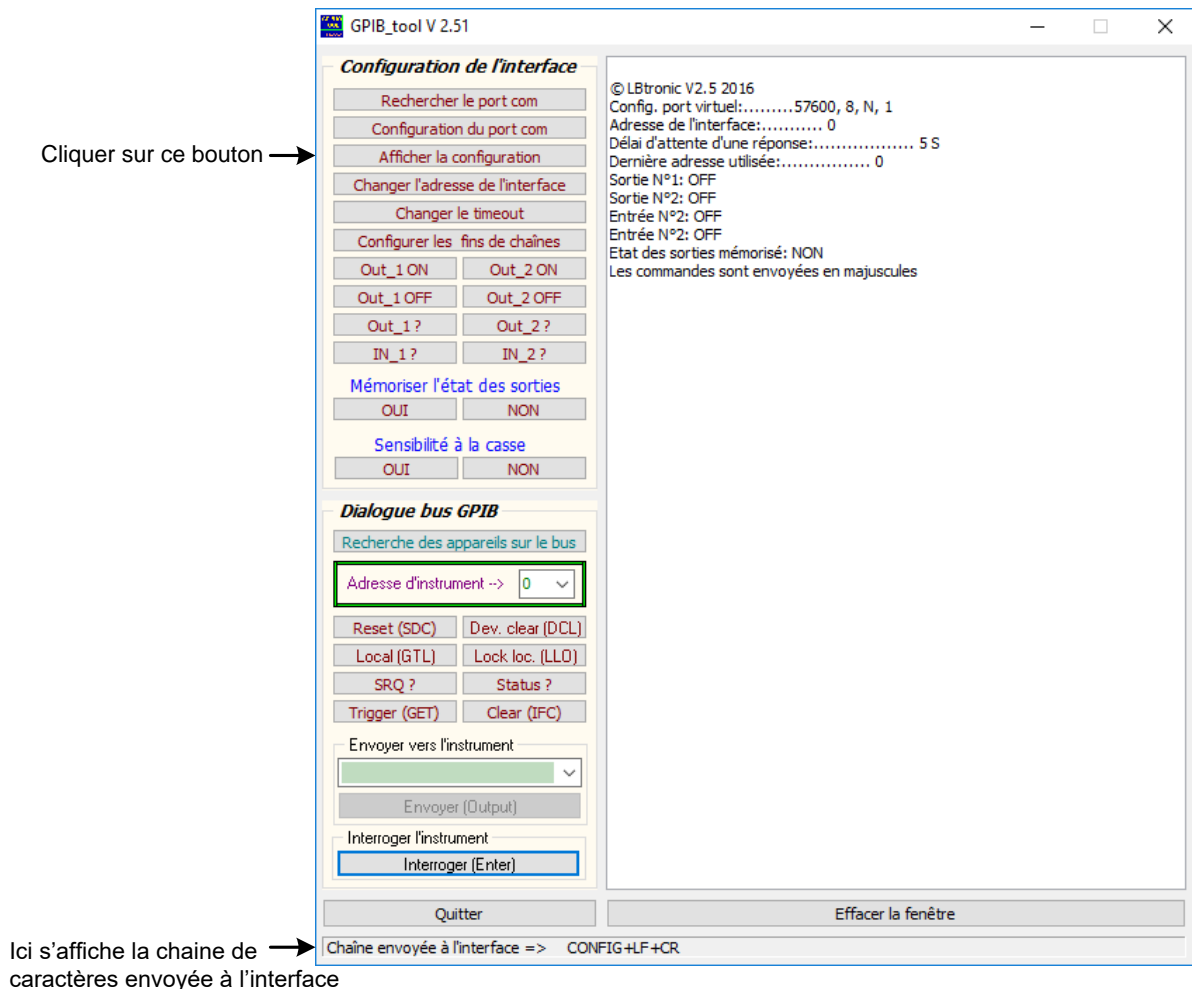 GPIB_tool V 2.51
Configuration de l'interface
Rechercher le port com
Configuration du port com
Cliquer sur ce bouton
Afficher la configuration
Changer l'adresse de l'interface
Changer le timeout
Configurer les fins de chaînes
Out_1 ON Out_2 ON
Out_1 OFF Out_2 OFF
Out_1 ? Out_2 ?
IN_1 ? IN_2 ?
Mémoriser l'état des sorties
OUI NON
Sensibilité à la casse
OUI NON
Dialogue bus GPIB
Recherche des appareils sur le bus
Adresse d'instrument --> 0
Reset (SDC) Dev. clear (DCL)
Local (GTL) Lock loc. (LLO)
SRQ ? Status ?
Trigger (GET) Clear (IFC)
Envoyer vers l'instrument
Envoyer (Output)
Interroger l'instrument
Interroger (Enter)
© LBtronic V2.5 2016
Config. port virtuel:.........57600, 8, N, 1
Adresse de l'interface:........... 0
Délai d'attente d'une réponse:.................. 5 S
Dernière adresse utilisée:................ 0
Sortie N°1: OFF
Sortie N°2: OFF
Entrée N°2: OFF
Entrée N°2: OFF
Etat des sorties mémorisé: NON
Les commandes sont envoyées en majuscules
Quitter Effacer la fenêtre
Chaîne envoyée à l'interface => CONFIG+LF+CR
Ici s'affiche la chaine de
caractères envoyée à l'interface